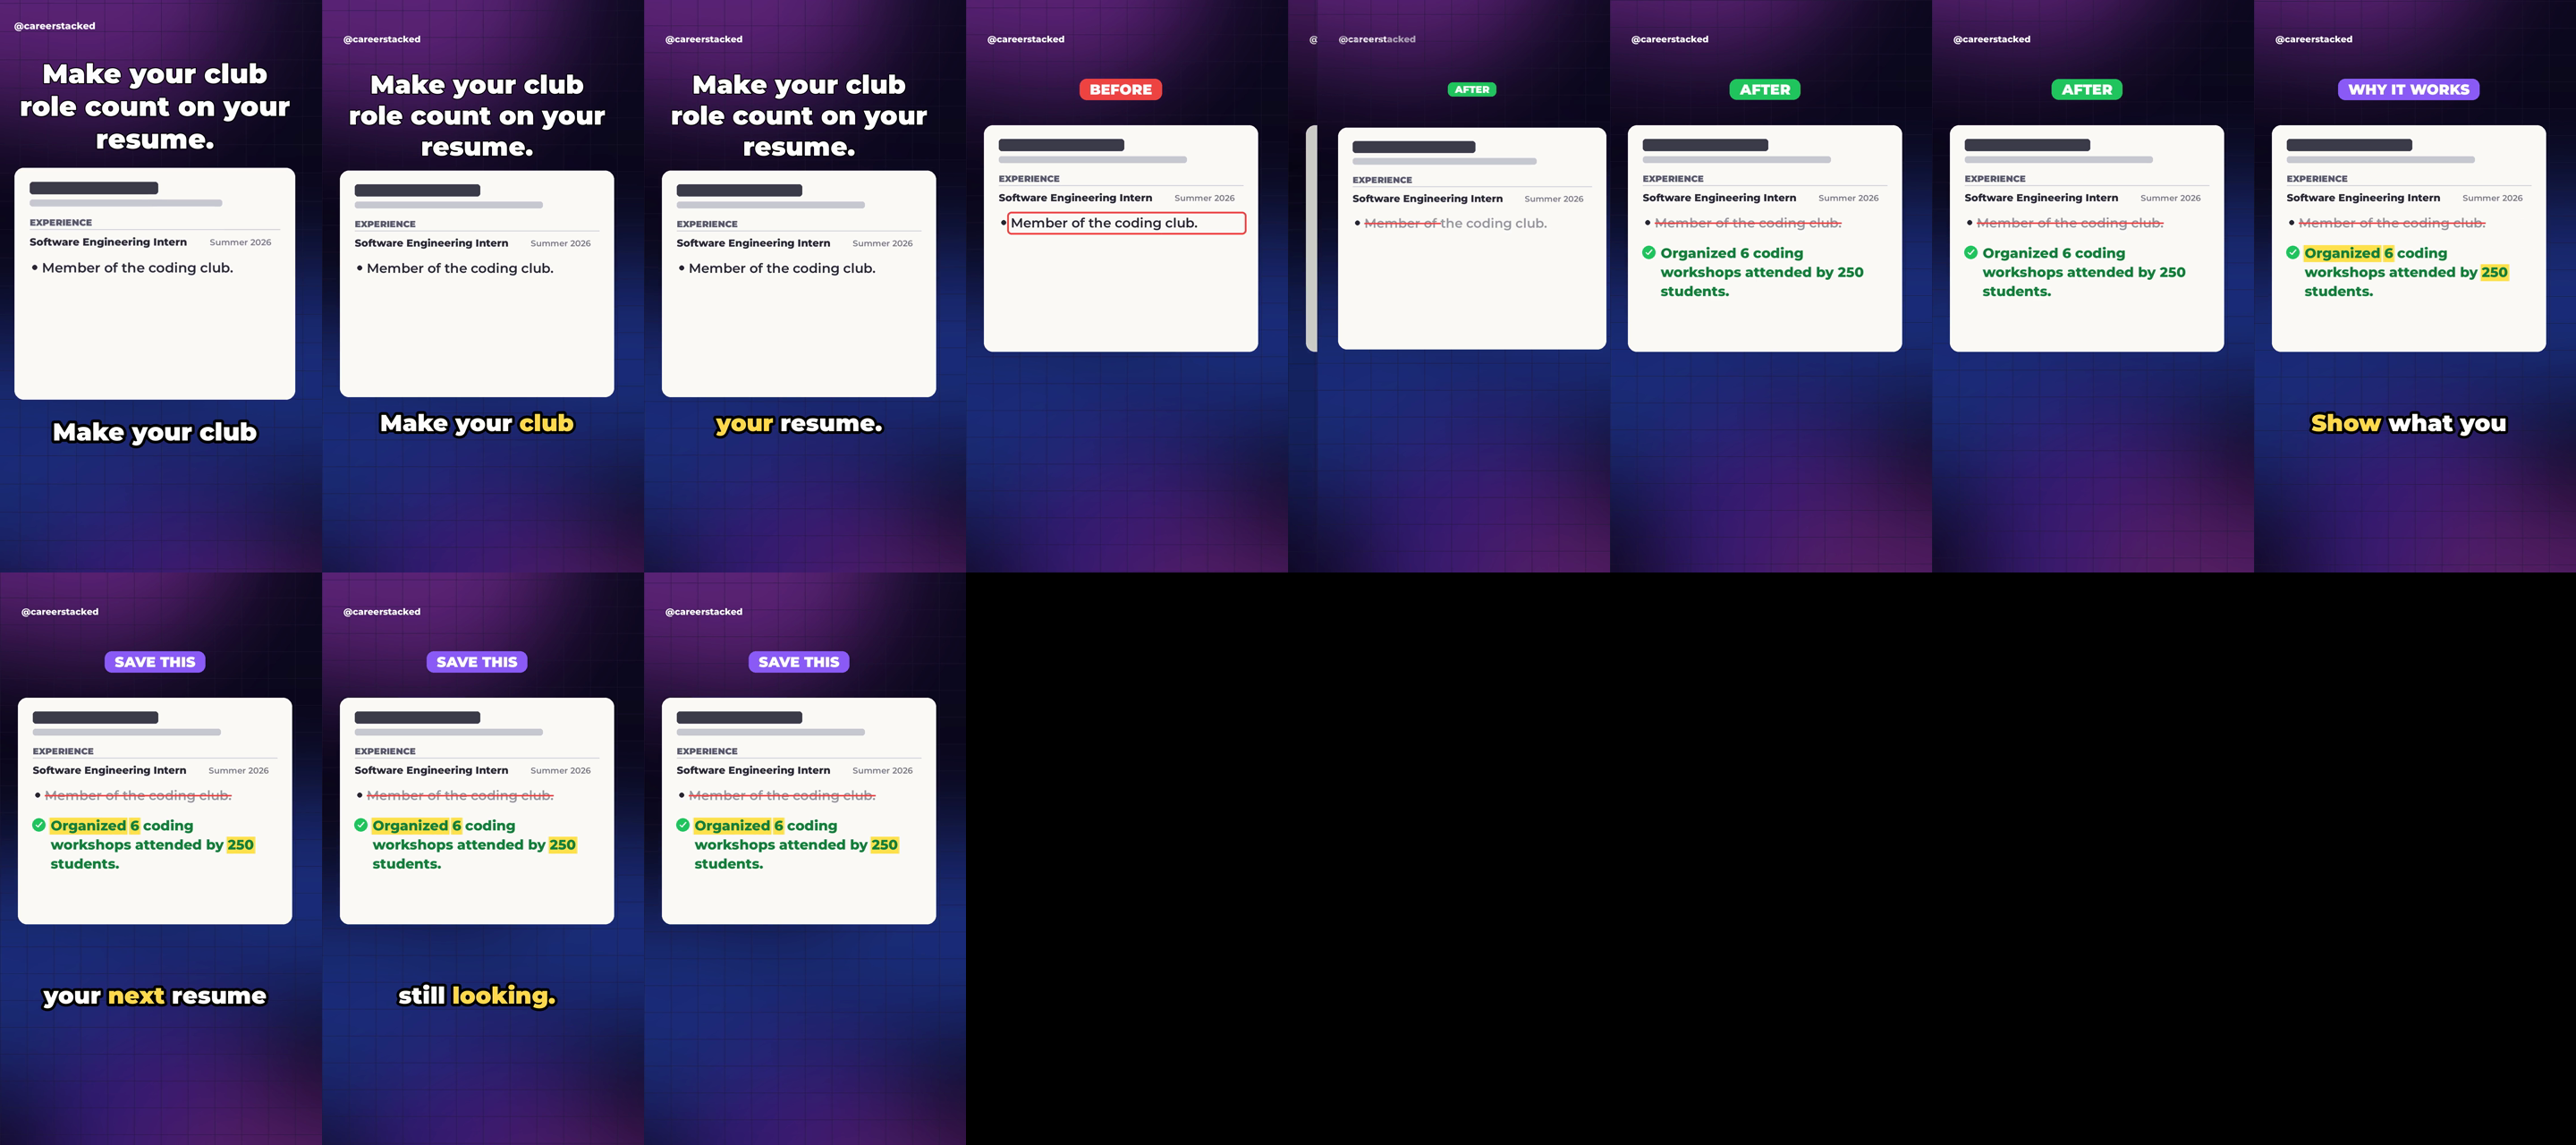 @careerstacked
Make your club
role count on your
resume.
EXPERIENCE
Software Engineering Intern Summer 2026
• Member of the coding club.
Make your club
@careerstacked
Make your club
role count on your
resume.
EXPERIENCE
Software Engineering Intern Summer 2026
• Member of the coding club.
Make your club
@careerstacked
Make your club
role count on your
resume.
EXPERIENCE
Software Engineering Intern Summer 2026
• Member of the coding club.
your resume.
@careerstacked
BEFORE
EXPERIENCE
Software Engineering Intern Summer 2026
• Member of the coding club.
@
@careerstacked
AFTER
EXPERIENCE
Software Engineering Intern Summer 2026
• Member of the coding club.
@careerstacked
AFTER
EXPERIENCE
Software Engineering Intern Summer 2026
• Member of the coding club.
Organized 6 coding
workshops attended by 250
students.
@careerstacked
AFTER
EXPERIENCE
Software Engineering Intern Summer 2026
• Member of the coding club.
Organized 6 coding
workshops attended by 250
students.
@careerstacked
WHY IT WORKS
EXPERIENCE
Software Engineering Intern Summer 2026
• Member of the coding club.
Organized 6 coding
workshops attended by 250
students.
Show what you
@careerstacked
SAVE THIS
EXPERIENCE
Software Engineering Intern Summer 2026
• Member of the coding club.
Organized 6 coding
workshops attended by 250
students.
your next resume
@careerstacked
SAVE THIS
EXPERIENCE
Software Engineering Intern Summer 2026
• Member of the coding club.
Organized 6 coding
workshops attended by 250
students.
still looking.
@careerstacked
SAVE THIS
EXPERIENCE
Software Engineering Intern Summer 2026
• Member of the coding club.
Organized 6 coding
workshops attended by 250
students.